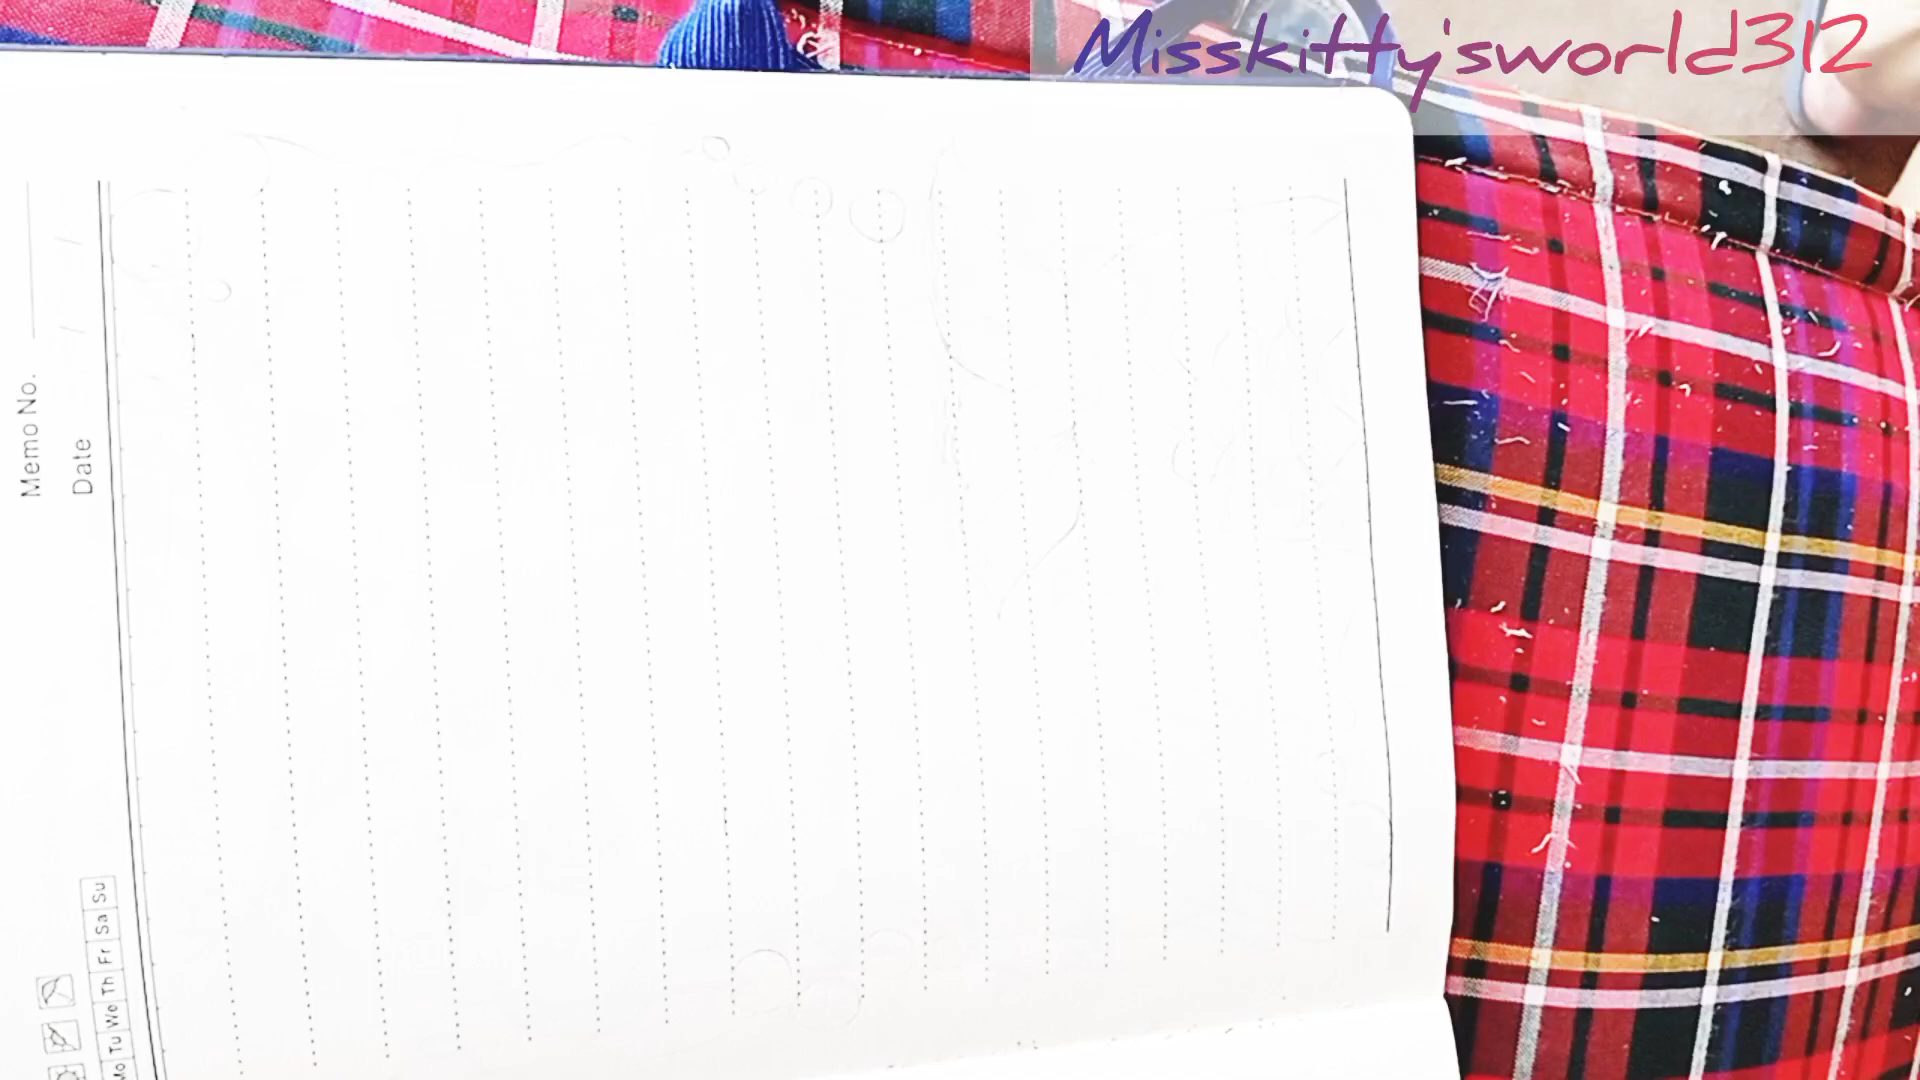 Misskitty'sworld312
Memo No.
Date / /
Mo Tu We Th Fr Sa Su